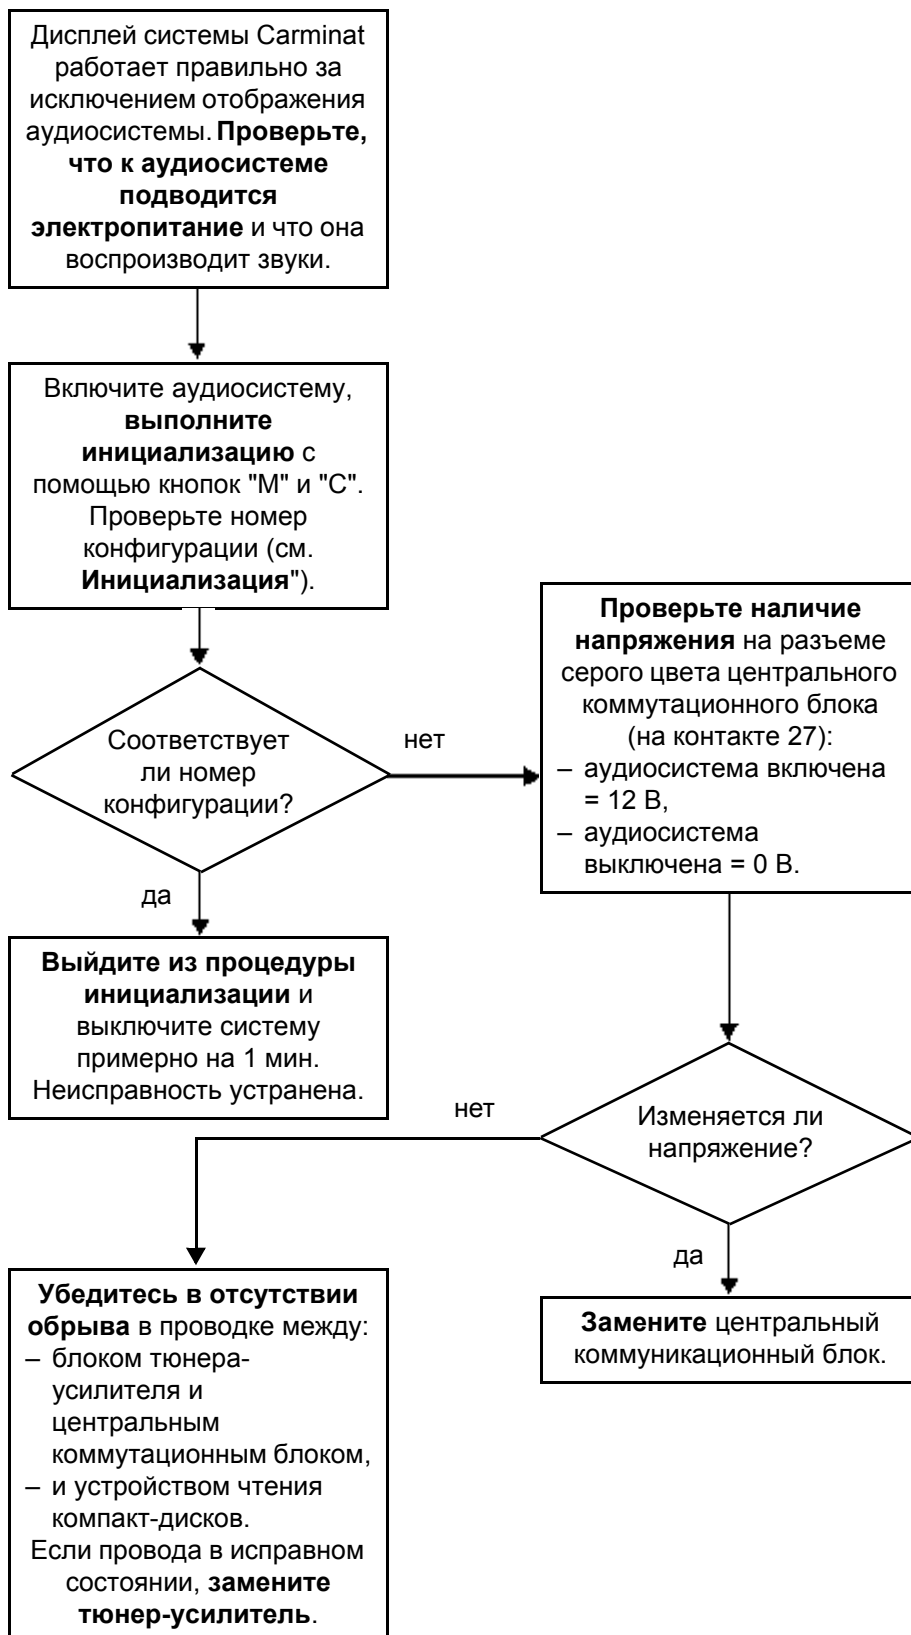 Дисплей системы Carminat
работает правильно за
исключением отображения
аудиосистемы. Проверьте,
что к аудиосистеме
подводится
электропитание и что она
воспроизводит звуки.
Включите аудиосистему,
выполните
инициализацию с
помощью кнопок "М" и "С".
Проверьте номер
конфигурации (см.
Инициализация").
Соответствует
ли номер
конфигурации?
нет
Проверьте наличие
напряжения на разъеме
серого цвета центрального
коммутационного блока
(на контакте 27):
– аудиосистема включена
= 12 В,
– аудиосистема
выключена = 0 В.
да
Выйдите из процедуры
инициализации и
выключите систему
примерно на 1 мин.
Неисправность устранена.
Изменяется ли
напряжение?
нет
Убедитесь в отсутствии
обрыва в проводке между:
– блоком тюнера-
усилителя и
центральным
коммутационным блоком,
– и устройством чтения
компакт-дисков.
Если провода в исправном
состоянии, замените
тюнер-усилитель.
да
Замените центральный
коммуникационный блок.